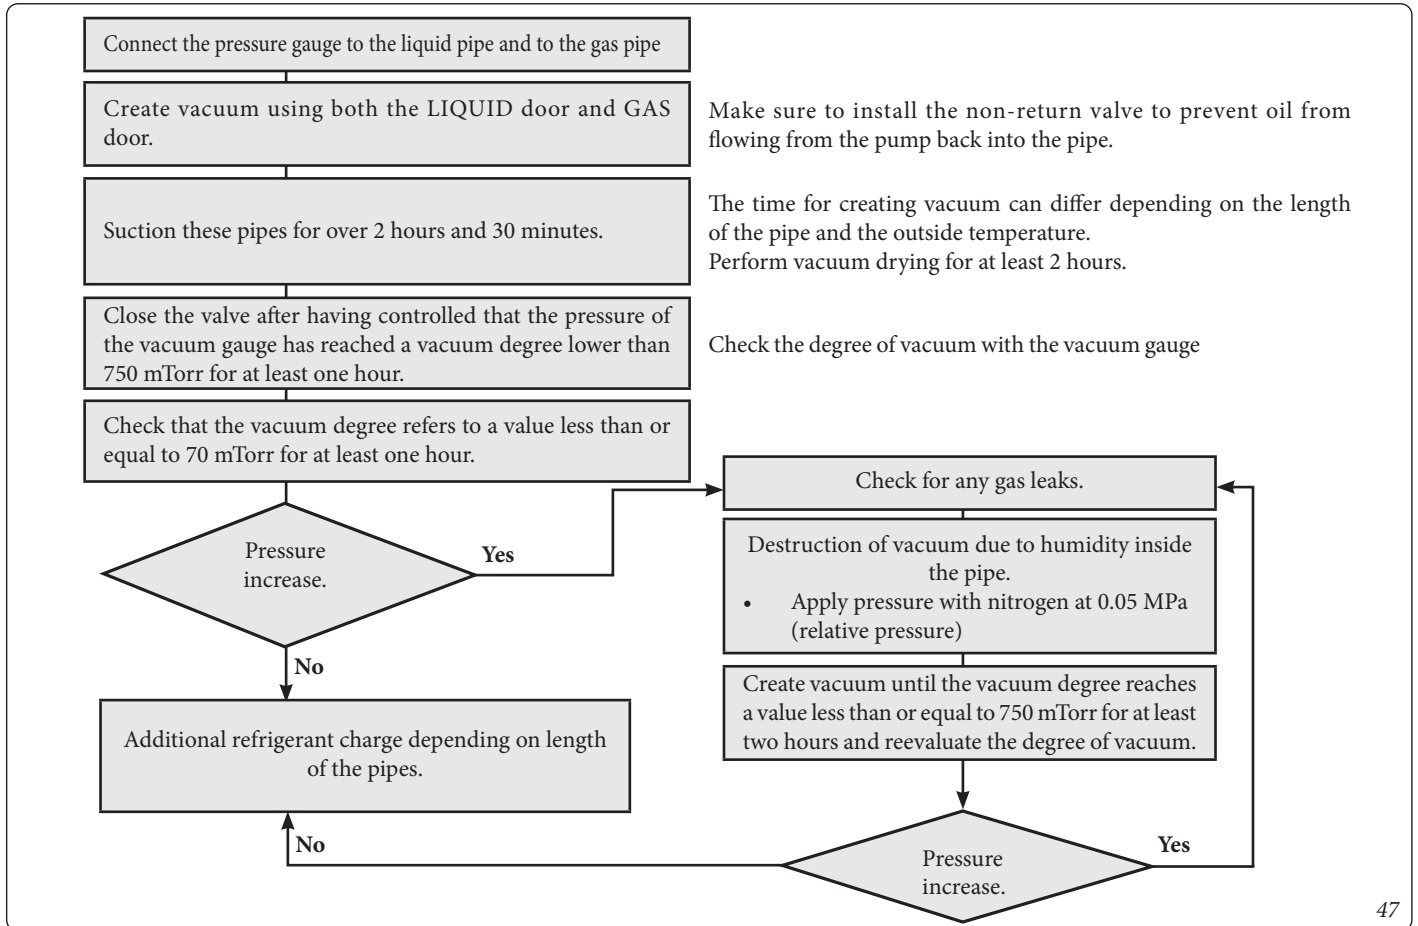 Connect the pressure gauge to the liquid pipe and to the gas pipe
Create vacuum using both the LIQUID door and GAS
door.
Make sure to install the non-return valve to prevent oil from
flowing from the pump back into the pipe.
Suction these pipes for over 2 hours and 30 minutes.
The time for creating vacuum can differ depending on the length
of the pipe and the outside temperature.
Perform vacuum drying for at least 2 hours.
Close the valve after having controlled that the pressure of
the vacuum gauge has reached a vacuum degree lower than
750 mTorr for at least one hour.
Check the degree of vacuum with the vacuum gauge
Check that the vacuum degree refers to a value less than or
equal to 70 mTorr for at least one hour.
Pressure
increase.
Yes
No
Check for any gas leaks.
Destruction of vacuum due to humidity inside
the pipe.
• Apply pressure with nitrogen at 0.05 MPa
(relative pressure)
Create vacuum until the vacuum degree reaches
a value less than or equal to 750 mTorr for at least
two hours and reevaluate the degree of vacuum.
Additional refrigerant charge depending on length
of the pipes.
No
Pressure
increase.
Yes
47